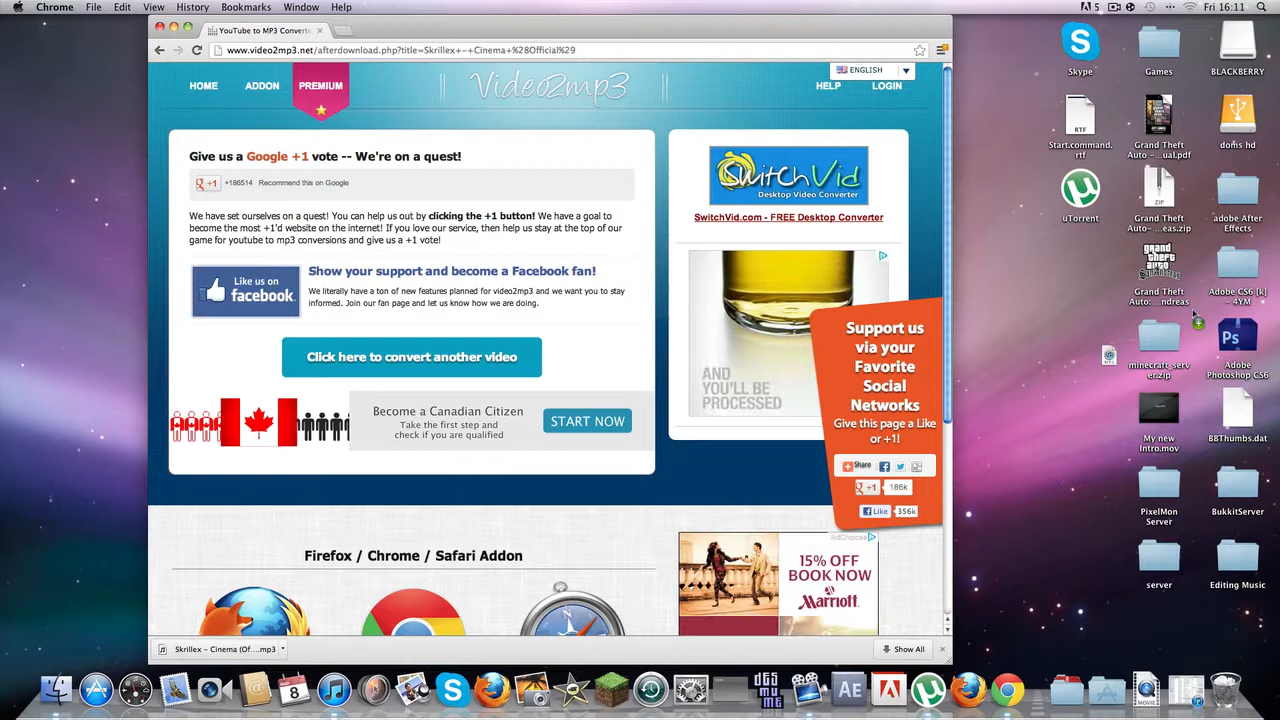 Chrome File Edit View History Bookmarks Window Help
5 Fri 16:11
YouTube to MP3 Converte
www.video2mp3.net/afterdownload.php?title=Skrillex+-+Cinema+%28Official%29
HOME ADDON PREMIUM
Video2mp3
ENGLISH
HELP LOGIN
Give us a Google +1 vote -- We're on a quest!
+1 +186514 Recommend this on Google
We have set ourselves on a quest! You can help us out by clicking the +1 button! We have a goal to
become the most +1'd website on the internet! If you love our service, then help us stay at the top of our
game for youtube to mp3 conversions and give us a +1 vote!
Like us on
facebook
Show your support and become a Facebook fan!
We literally have a ton of new features planned for video2mp3 and we want you to stay
informed. Join our fan page and let us know how we are doing.
Click here to convert another video
Become a Canadian Citizen
Take the first step and
check if you are qualified
START NOW
SwitchVid
Desktop Video Converter
SwitchVid.com - FREE Desktop Converter
AND
YOU'LL BE
PROCESSED
Support us
via your
Favorite
Social
Networks
Give this page a Like
or +1!
Share
+1 186k
Like 356k
Firefox / Chrome / Safari Addon
AdChoices
15% OFF
BOOK NOW
Marriott
Skrillex - Cinema (Of....mp3
Show All
Skype
Games
BLACKBERRY
RTF
Start.command.
rtf
Grand Theft
Auto -...ual.pdf
doms hd
uTorrent
ZIP
Grand Theft
Auto- ...eas.zip
adobe After
Effects
grand
theft
auto
Grand Theft
Auto: ...ndreas
Adobe CS6 [k]
- 4YM
minecraft_serv
er.zip
Ps
Adobe
Photoshop CS6
My new
Intro.mov
BBThumbs.dat
PixelMon
Server
BukkitServer
server
Editing Music
8
Ae
MOVIE